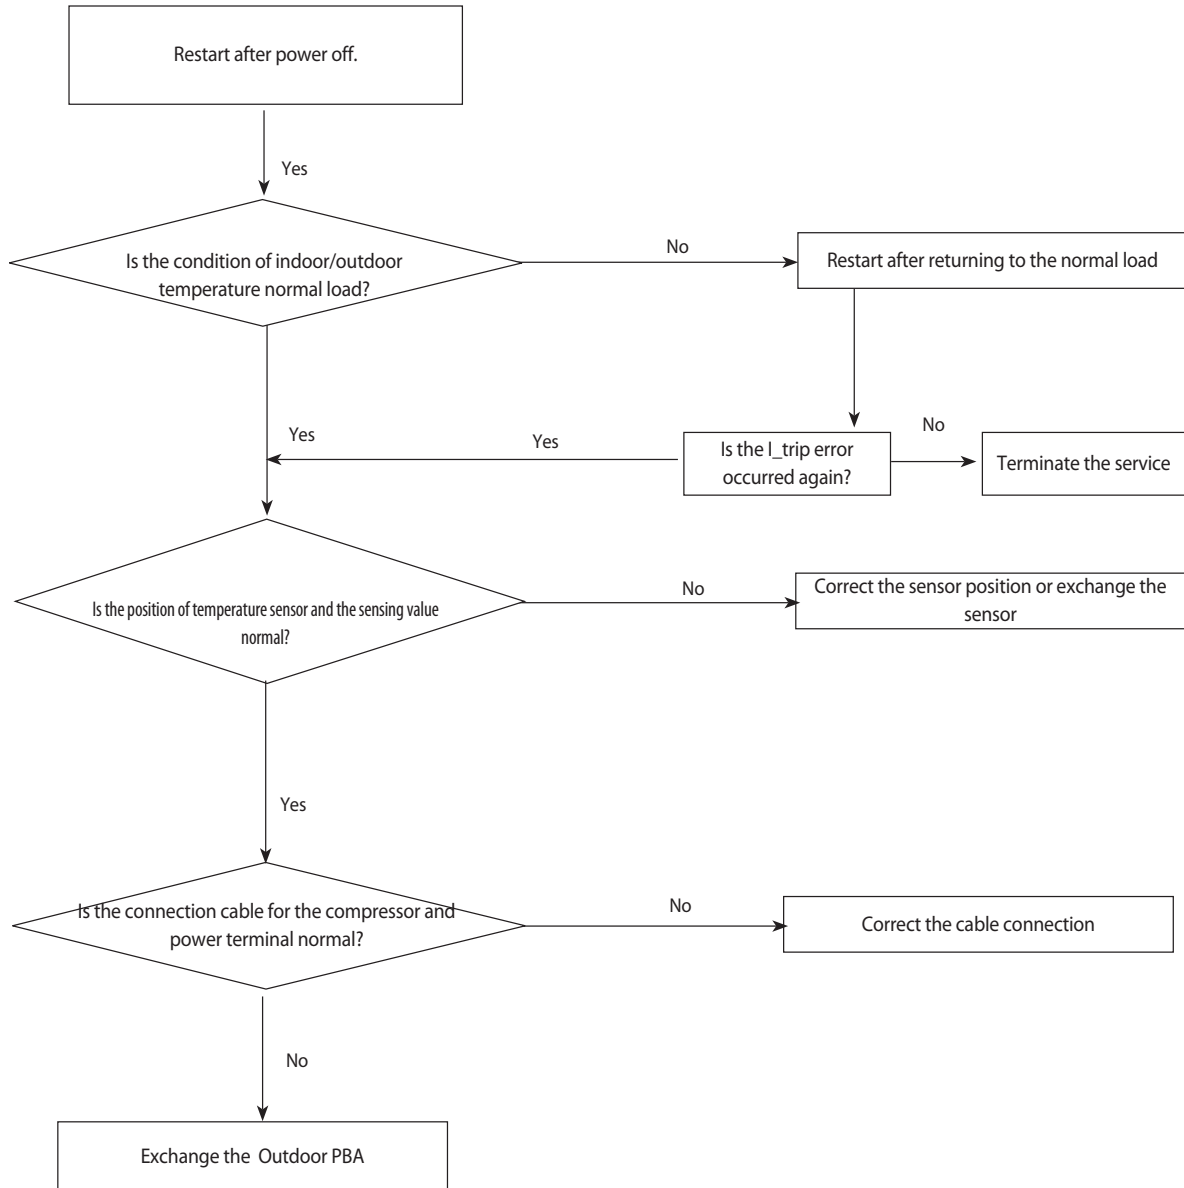 Restart after power off.
Yes
Is the condition of indoor/outdoor
temperature normal load?
No
Restart after returning to the normal load
Yes
Yes
Is the I_trip error
occurred again?
No
Terminate the service
Is the position of temperature sensor and the sensing value
normal?
No
Correct the sensor position or exchange the
sensor
Yes
Is the connection cable for the compressor and
power terminal normal?
No
Correct the cable connection
No
Exchange the Outdoor PBA